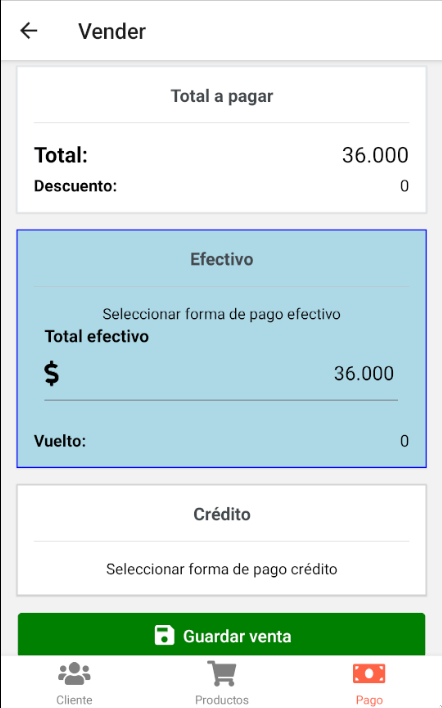 Vender
Total a pagar
Total: 36.000
Descuento: 0
Efectivo
Seleccionar forma de pago efectivo
Total efectivo
$ 36.000
Vuelto: 0
Crédito
Seleccionar forma de pago crédito
Guardar venta
Cliente Productos Pago